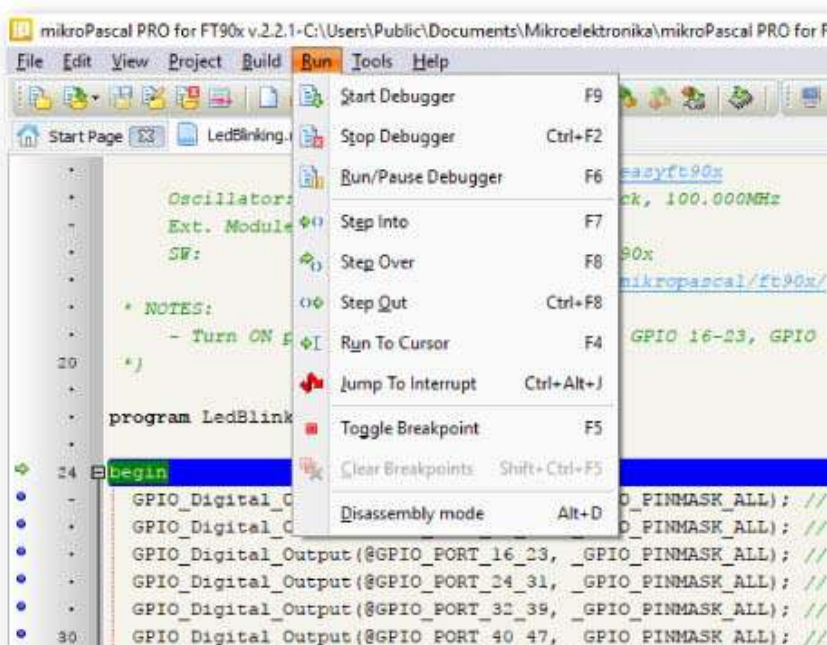 mikroPascal PRO for FT90x v.2.2.1-C:\Users\Public\Documents\Mikroelektronika\mikroPascal PRO for F
File Edit View Project Build Run Tools Help
Start Page LedBlinking.
Start Debugger F9
Stop Debugger Ctrl+F2
Run/Pause Debugger F6
Step Into F7
Step Over F8
Step Out Ctrl+F8
Run To Cursor F4
Jump To Interrupt Ctrl+Alt+J
Toggle Breakpoint F5
Clear Breakpoints Shift+Ctrl+F5
Disassembly mode Alt+D
easyft90x
Oscillator: ck, 100.000MHz
Ext. Module
SW: 90x
mikropascal/ft90x/
* NOTES:
- Turn ON GPIO 16-23, GPIO
20 *)
program LedBlink
24 begin
GPIO_Digital_O O_PINMASK_ALL); //
GPIO_Digital_O O_PINMASK_ALL); //
GPIO_Digital_Output(@GPIO_PORT_16_23, _GPIO_PINMASK_ALL); //
GPIO_Digital_Output(@GPIO_PORT_24_31, _GPIO_PINMASK_ALL); //
GPIO_Digital_Output(@GPIO_PORT_32_39, _GPIO_PINMASK_ALL); //
30 GPIO_Digital_Output(@GPIO_PORT_40_47, _GPIO_PINMASK_ALL); //